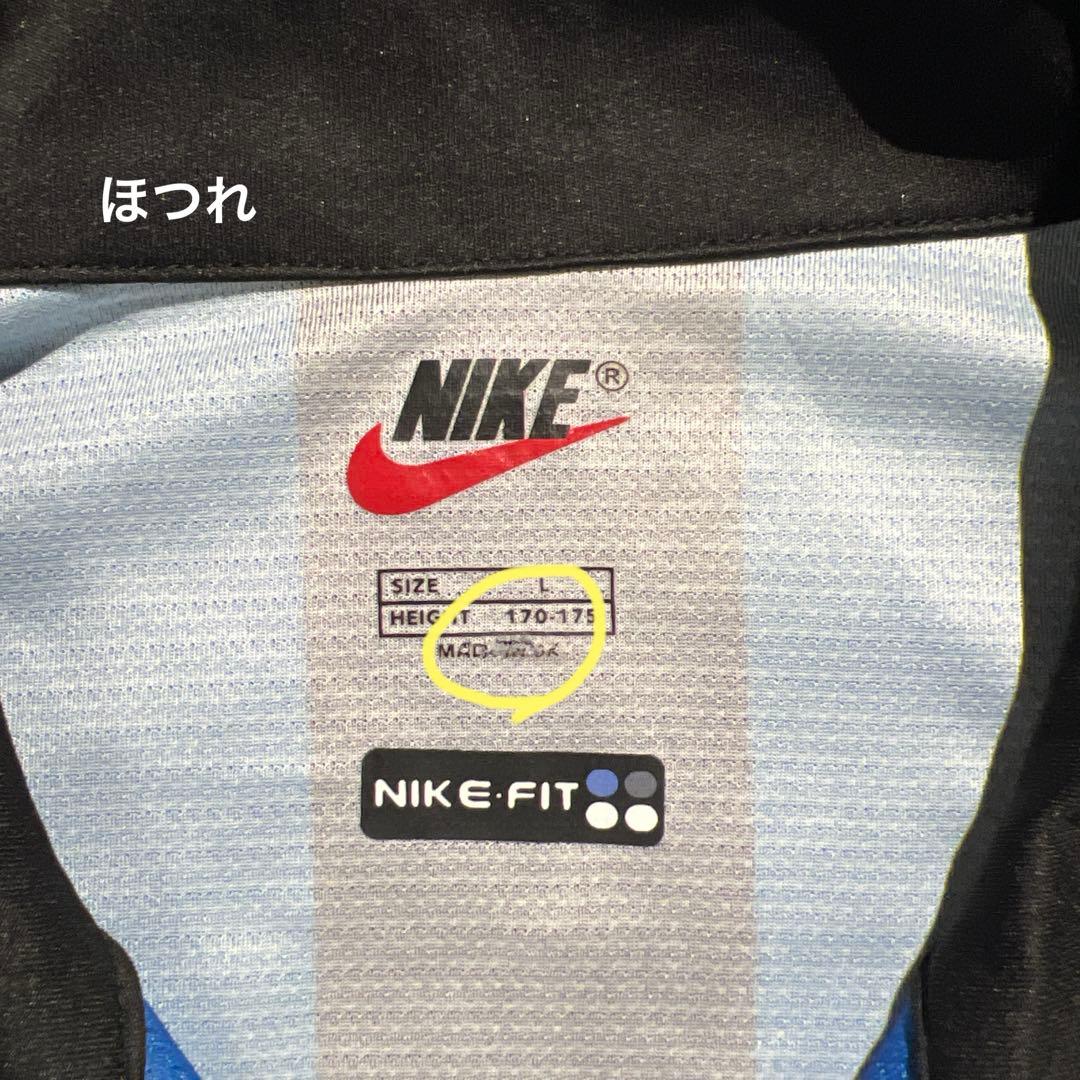 ほつれ
NIKE®
SIZE L
HEIGHT 170-175
NIKE·FIT